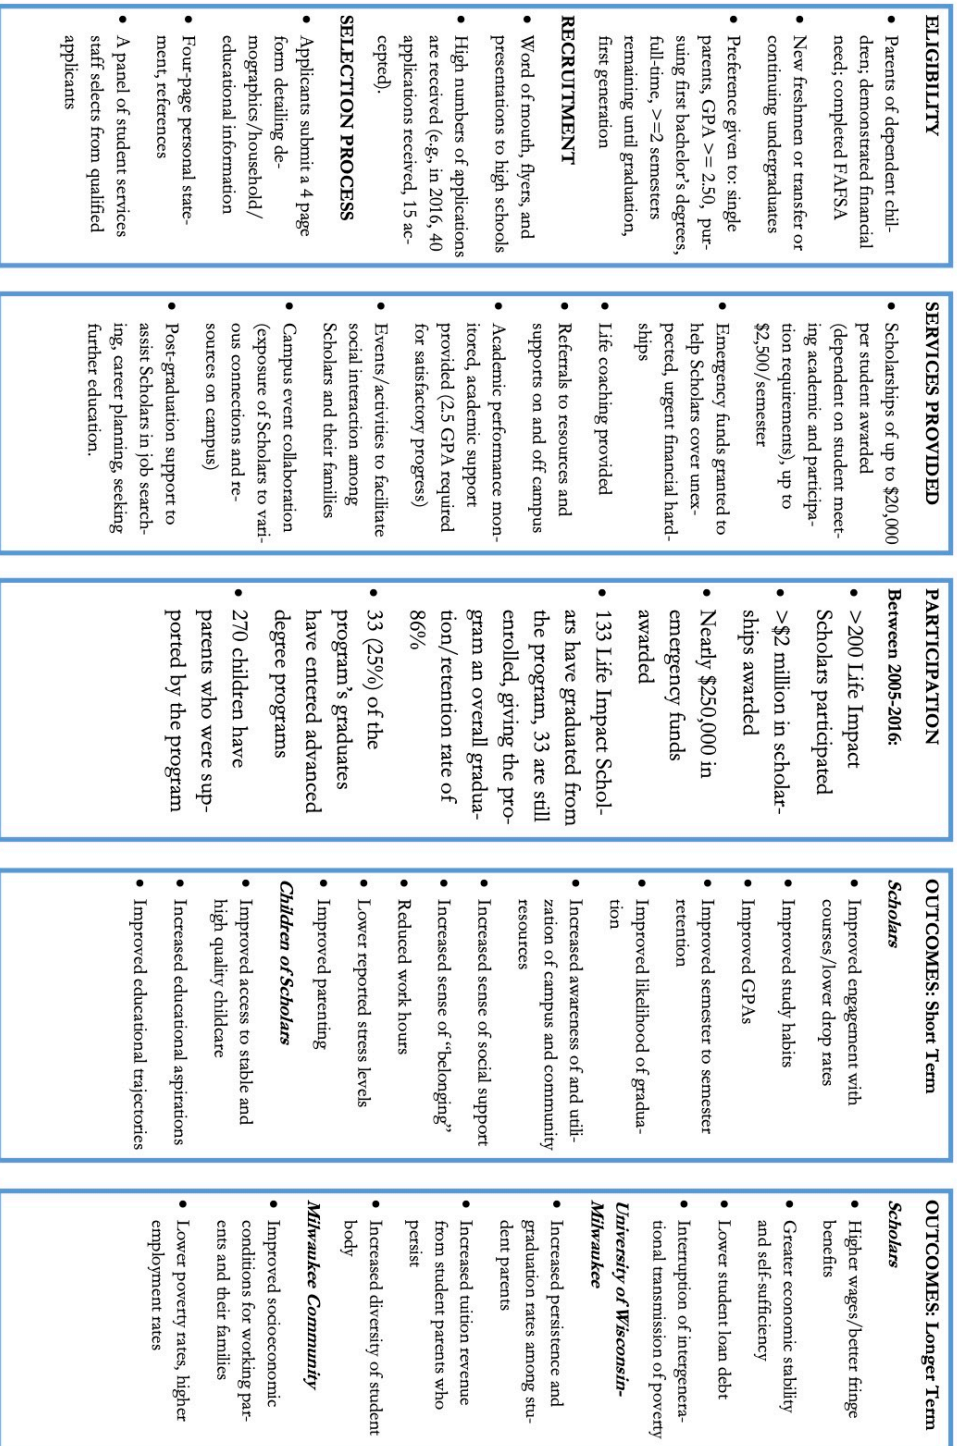 ELIGIBILITY
• Parents of dependent chil-
dren; demonstrated financial
need; completed FAFSA
• New freshmen or transfer or
continuing undergraduates
• Preference given to: single
parents, GPA >= 2.50, pur-
suing first bachelor's degrees,
full-time, >=2 semesters
remaining until graduation,
first generation
RECRUITMENT
• Word of mouth, flyers, and
presentations to high schools
• High numbers of applications
are received (e.g., in 2016, 40
applications received, 15 ac-
cepted).
SELECTION PROCESS
• Applicants submit a 4 page
form detailing de-
mographics/household/
educational information
• Four-page personal state-
ment, references
• A panel of student services
staff selects from qualified
applicants
SERVICES PROVIDED
• Scholarships of up to $20,000
per student awarded
(dependent on student meet-
ing academic and participa-
tion requirements), up to
$2,500/semester
• Emergency funds granted to
help Scholars cover unex-
pected, urgent financial hard-
ships
• Life coaching provided
• Referrals to resources and
supports on and off campus
• Academic performance mon-
itored, academic support
provided (2.5 GPA required
for satisfactory progress)
• Events/activities to facilitate
social interaction among
Scholars and their families
• Campus event collaboration
(exposure of Scholars to vari-
ous connections and re-
sources on campus)
• Post-graduation support to
assist Scholars in job search-
ing, career planning, seeking
further education.
PARTICIPATION
Between 2005-2016:
• >200 Life Impact
Scholars participated
• >$2 million in scholar-
ships awarded
• Nearly $250,000 in
emergency funds
awarded
• 133 Life Impact Schol-
ars have graduated from
the program, 33 are still
enrolled, giving the pro-
gram an overall gradua-
tion/retention rate of
86%
• 33 (25%) of the
program's graduates
have entered advanced
degree programs
• 270 children have
parents who were sup-
ported by the program
OUTCOMES: Short Term
Scholars
• Improved engagement with
courses/lower drop rates
• Improved study habits
• Improved GPAs
• Improved semester to semester
retention
• Improved likelihood of gradua-
tion
• Increased awareness of and utili-
zation of campus and community
resources
• Increased sense of social support
• Increased sense of "belonging"
• Reduced work hours
• Lower reported stress levels
• Improved parenting
Children of Scholars
• Improved access to stable and
high quality childcare
• Increased educational aspirations
• Improved educational trajectories
OUTCOMES: Longer Term
Scholars
• Higher wages/better fringe
benefits
• Greater economic stability
and self-sufficiency
• Lower student loan debt
• Interruption of intergenera-
tional transmission of poverty
University of Wisconsin-
Milwaukee
• Increased persistence and
graduation rates among stu-
dent parents
• Increased tuition revenue
from student parents who
persist
• Increased diversity of student
body
Milwaukee Community
• Improved socioeconomic
conditions for working par-
ents and their families
• Lower poverty rates, higher
employment rates